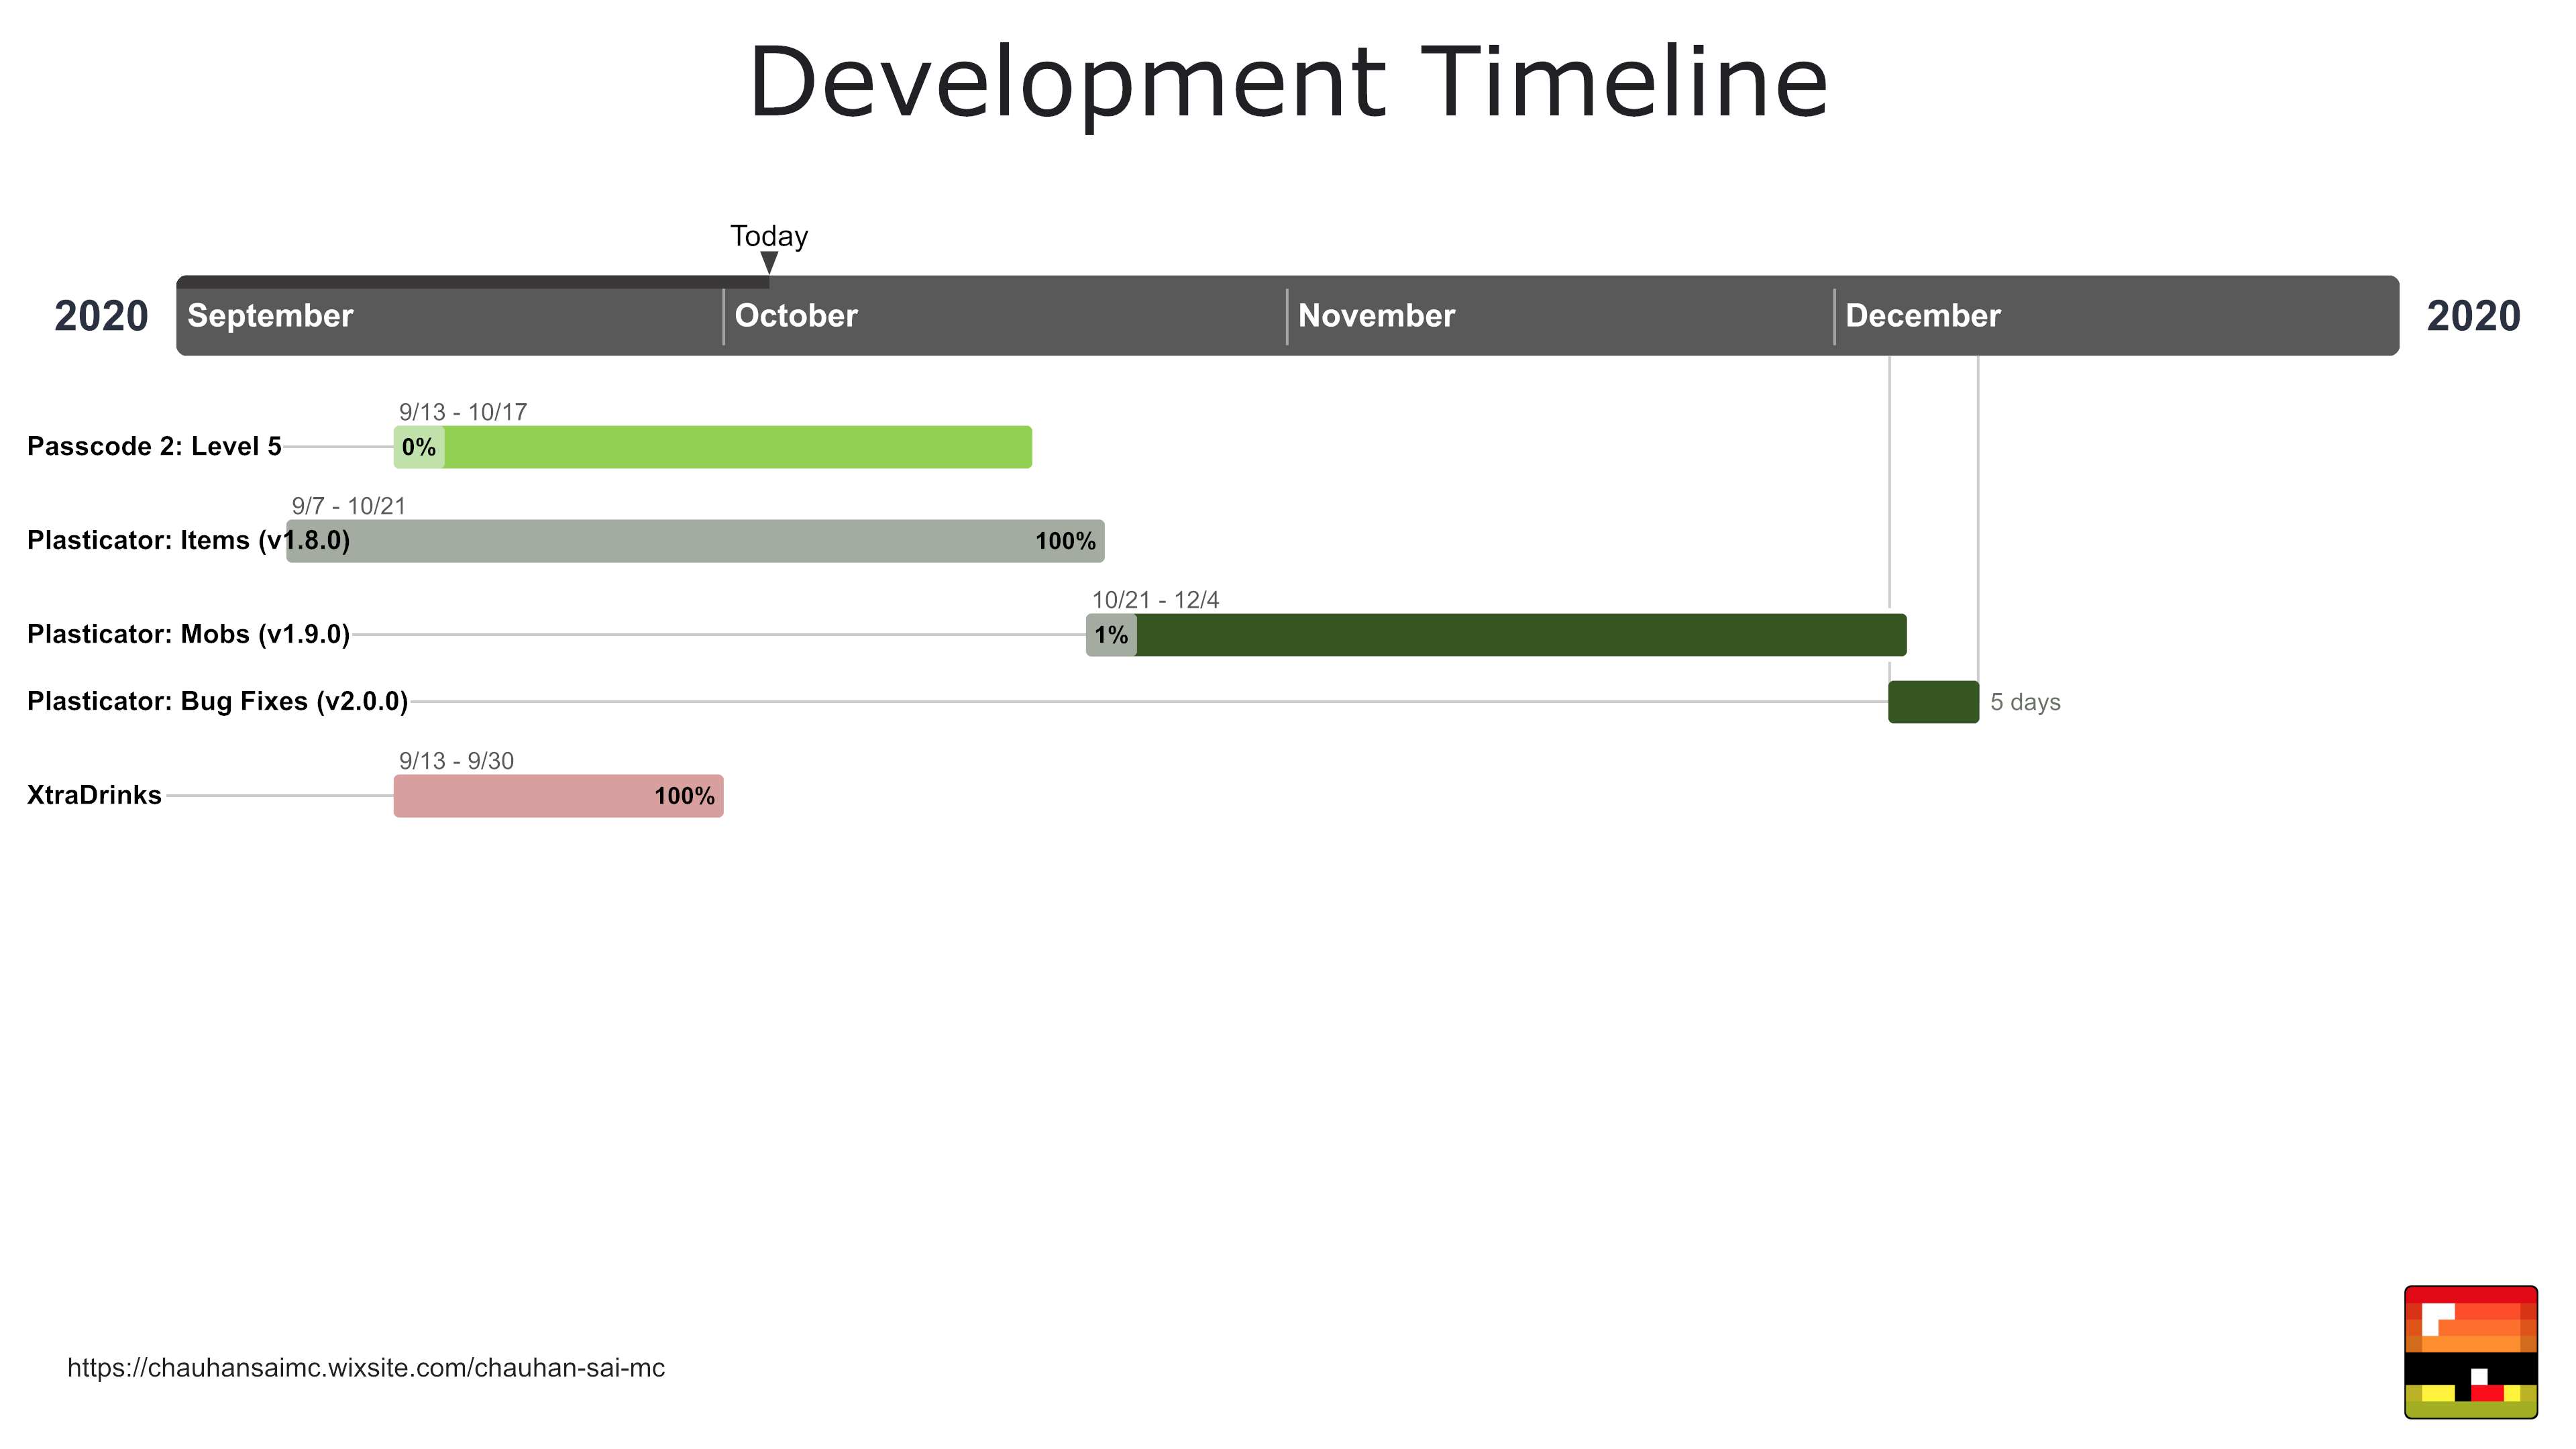 Development Timeline
Today
2020 September October November December 2020
9/13 - 10/17
Passcode 2: Level 5 0%
9/7 - 10/21
Plasticator: Items (v1.8.0) 100%
10/21 - 12/4
Plasticator: Mobs (v1.9.0) 1%
Plasticator: Bug Fixes (v2.0.0) 5 days
9/13 - 9/30
XtraDrinks 100%
https://chauhansaimc.wixsite.com/chauhan-sai-mc